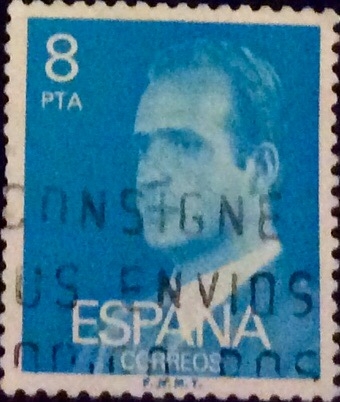 8
PTA
CONSIGNE
US ENVIOS
ESPAÑA
CORREOS
F.N.M.T.